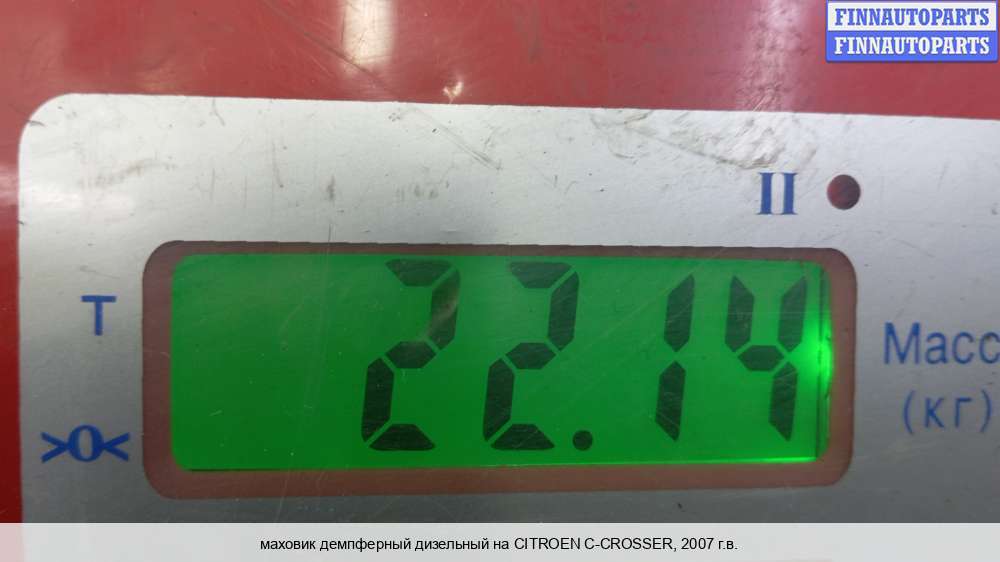 FINNAUTOPARTS
FINNAUTOPARTS
II
T
22.14
Масс
(кг)
>0<
маховик демпферный дизельный на CITROEN C-CROSSER, 2007 г.в.